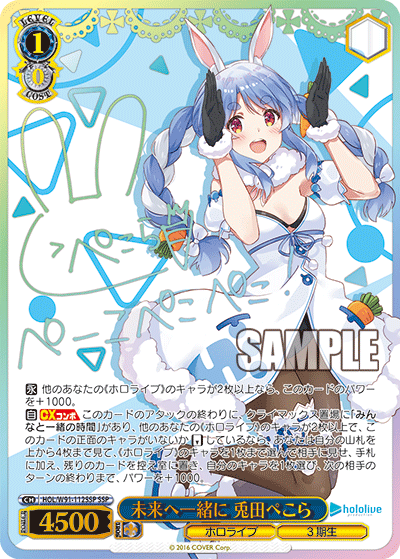 LEVEL
1
0
COST
ぺこら
ぺこぺこぺこ
SAMPLE
永 他のあなたの《ホロライブ》のキャラが2枚以上なら、このカードのパワー
を+1000。
自 CXコンボ このカードのアタックの終わりに、クライマックス置場に「みん
なと一緒の時間」があり、他のあなたの《ホロライブ》のキャラが2枚以上で、こ
のカードの正面のキャラがいないか しているなら、あなたは自分の山札を
上から4枚まで見て、《ホロライブ》のキャラを1枚まで選んで相手に見せ、手札
に加え、残りのカードを控え室に置き、自分のキャラを1枚選び、次の相手の
ターンの終わりまで、パワーを+1000。
HOL/W91-112SSP SSP
4500
未来へ一緒に 兎田ぺこら
hololive
ホロライブ
3期生
© 2016 COVER Corp.